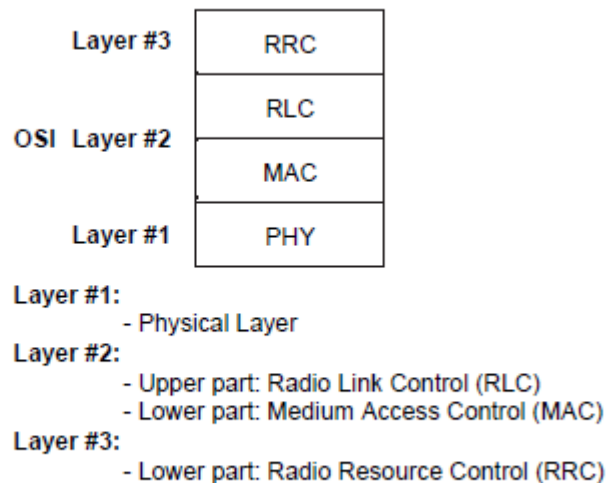 Layer #3 RRC
RLC
OSI Layer #2
MAC
Layer #1 PHY
Layer #1:
- Physical Layer
Layer #2:
- Upper part: Radio Link Control (RLC)
- Lower part: Medium Access Control (MAC)
Layer #3:
- Lower part: Radio Resource Control (RRC)